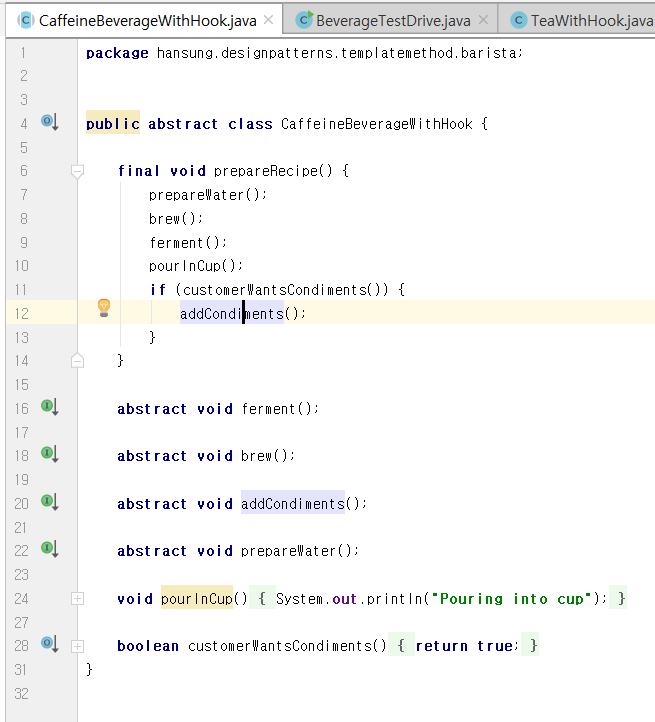 CaffeineBeverageWithHook.java × BeverageTestDrive.java × TeaWithHook.java
1 package hansung.designpatterns.templatemethod.barista;
2
3
4 public abstract class CaffeineBeverageWithHook {
5
6 final void prepareRecipe() {
7 prepareWater();
8 brew();
9 ferment();
10 pourInCup();
11 if (customerWantsCondiments()) {
12 addCondiments();
13 }
14 }
15
16 abstract void ferment();
17
18 abstract void brew();
19
20 abstract void addCondiments();
21
22 abstract void prepareWater();
23
24 void pourInCup() { System.out.println("Pouring into cup"); }
27
28 boolean customerWantsCondiments() { return true; }
31 }
32